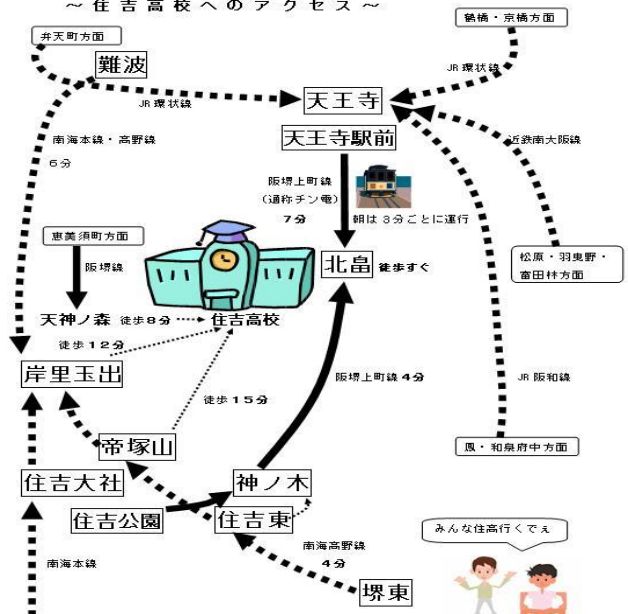 ～住吉高校へのアクセス～
弁天町方面
鶴橋・京橋方面
難波
JR環状線
JR環状線
天王寺
天王寺駅前
南海本線・高野線
6分
近鉄南大阪線
阪堺上町線
(通称チン電)
7分
朝は3分ごとに運行
恵美須町方面
阪堺線
北畠
徒歩すぐ
松原・羽曳野・
富田林方面
天神ノ森
徒歩8分
住吉高校
徒歩12分
岸里玉出
阪堺上町線4分
JR阪和線
徒歩15分
帝塚山
鳳・和泉府中方面
住吉大社
神ノ木
住吉公園
住吉東
みんな住高行くでぇ
南海本線
南海高野線
4分
堺東